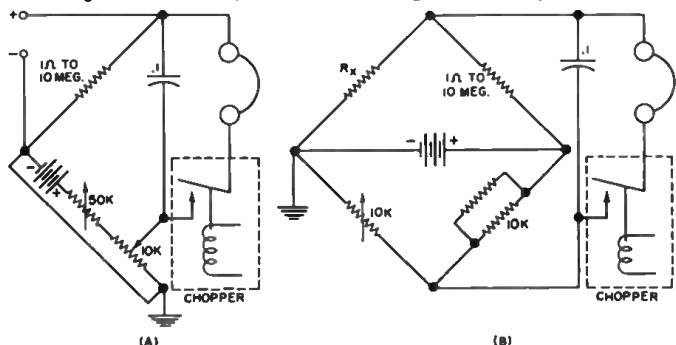 +
−
1Ω TO
10 MEG.
.1
−
+
50K
10K
CHOPPER
(A)
RX
1Ω TO
10 MEG.
.1
−
+
10K
10K
CHOPPER
(B)